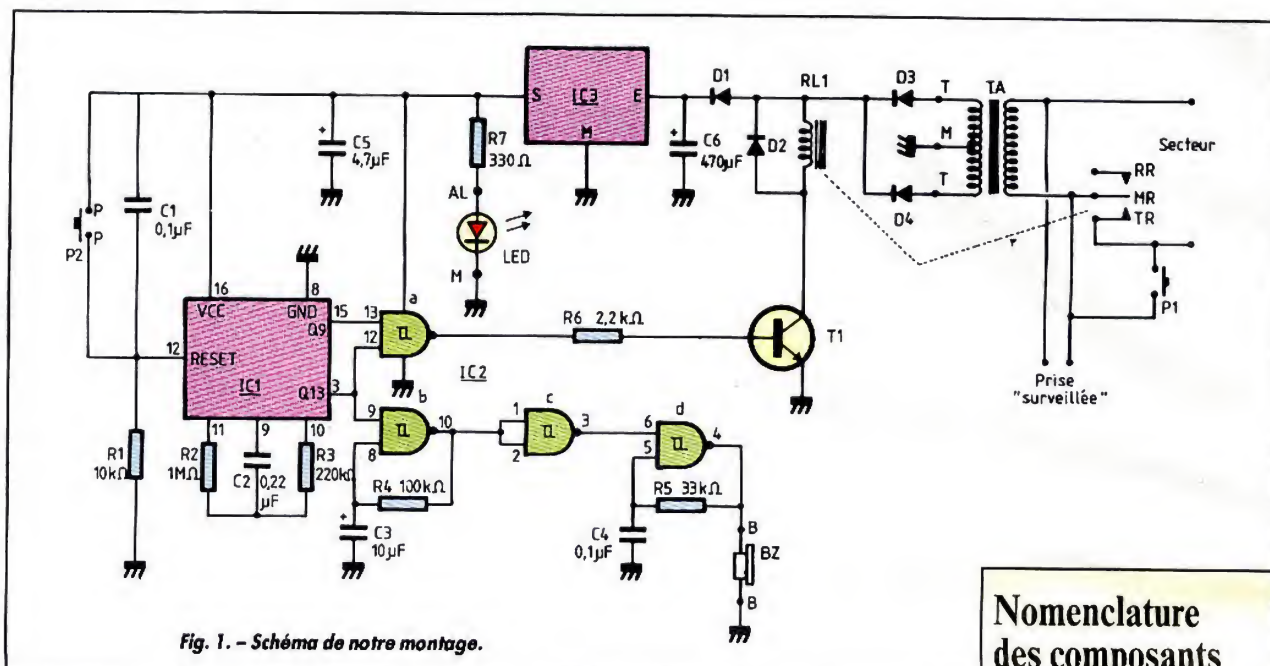 S
IC3
E
M
D1
RL1
D3
T
TA
M
T
D4
D2
Secteur
RR
MR
TR
P1
Prise
"surveillée"
C6
470µF
R7
330 Ω
AL
LED
M
C5
4,7µF
C1
0,1µF
P
P
P2
16
VCC
8
GND
15
Q9
12
RESET
IC1
3
Q13
11
9
10
R1
10kΩ
R2
1MΩ
C2
0,22
µF
R3
220kΩ
13
12
a
IC2
b
9
8
10
R4 100kΩ
C3
10µF
1
2
c
3
6
5
d
4
R5 33kΩ
C4
0,1µF
B
BZ
B
R6 2,2kΩ
T1
Fig. 1. – Schéma de notre montage.
Nomenclature
des composants